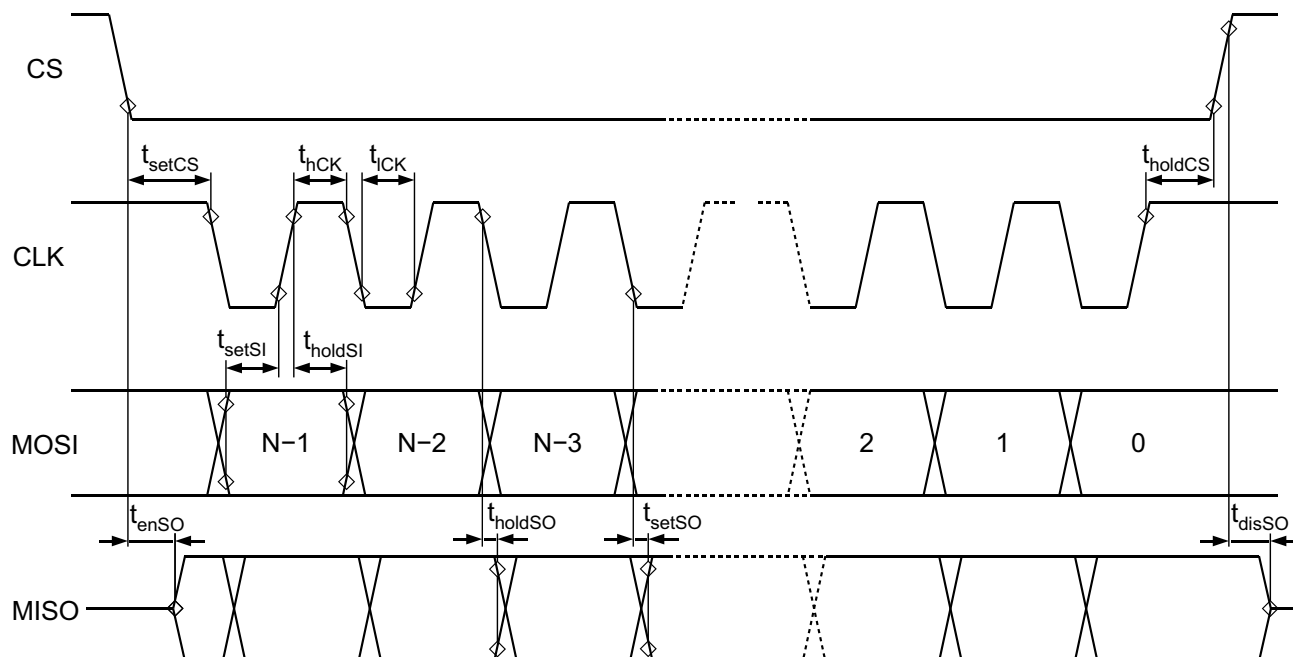 CS
t_setCS
t_hCK
t_lCK
t_holdCS
CLK
t_setSI
t_holdSI
MOSI
N−1
N−2
N−3
2
1
0
t_enSO
t_holdSO
t_setSO
t_disSO
MISO